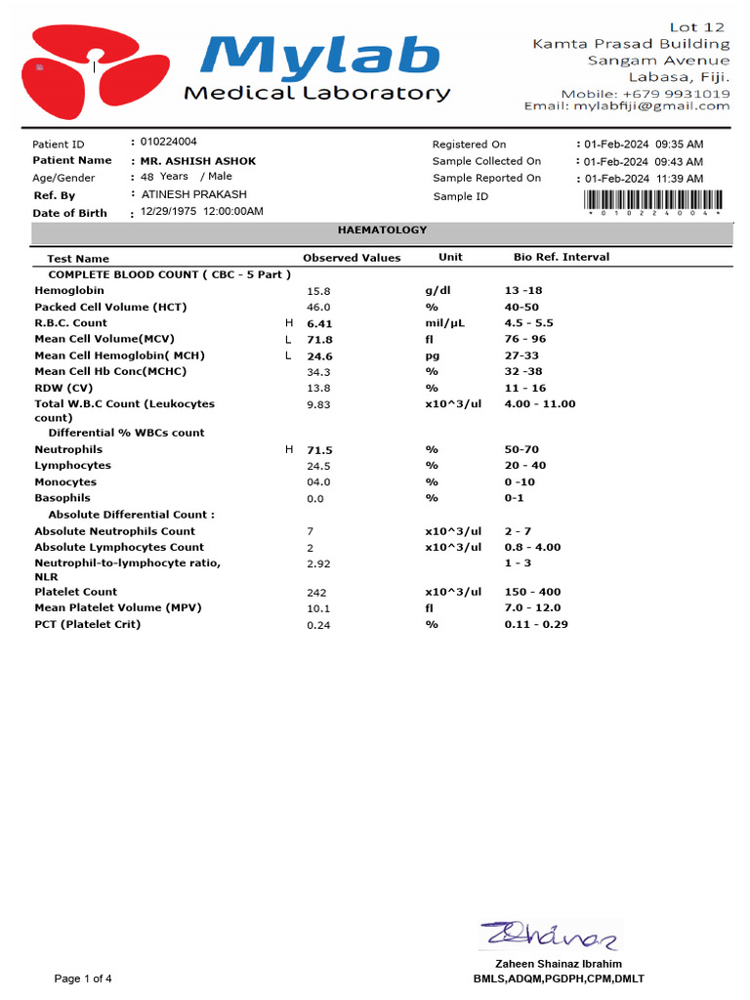 Mylab
Medical Laboratory
Lot 12
Kamta Prasad Building
Sangam Avenue
Labasa, Fiji.
Mobile: +679 9931019
Email: mylabfiji@gmail.com
Patient ID : 010224004 Registered On : 01-Feb-2024 09:35 AM
Patient Name : MR. ASHISH ASHOK Sample Collected On : 01-Feb-2024 09:43 AM
Age/Gender : 48 Years / Male Sample Reported On : 01-Feb-2024 11:39 AM
Ref. By : ATINESH PRAKASH Sample ID
*010224004*
Date of Birth : 12/29/1975 12:00:00AM
HAEMATOLOGY
Test Name Observed Values Unit Bio Ref. Interval
COMPLETE BLOOD COUNT ( CBC - 5 Part )
Hemoglobin 15.8 g/dl 13 -18
Packed Cell Volume (HCT) 46.0 % 40-50
R.B.C. Count H 6.41 mil/µL 4.5 - 5.5
Mean Cell Volume(MCV) L 71.8 fl 76 - 96
Mean Cell Hemoglobin( MCH) L 24.6 pg 27-33
Mean Cell Hb Conc(MCHC) 34.3 % 32 -38
RDW (CV) 13.8 % 11 - 16
Total W.B.C Count (Leukocytes 9.83 x10^3/ul 4.00 - 11.00
count)
Differential % WBCs count
Neutrophils H 71.5 % 50-70
Lymphocytes 24.5 % 20 - 40
Monocytes 04.0 % 0 -10
Basophils 0.0 % 0-1
Absolute Differential Count :
Absolute Neutrophils Count 7 x10^3/ul 2 - 7
Absolute Lymphocytes Count 2 x10^3/ul 0.8 - 4.00
Neutrophil-to-lymphocyte ratio, 2.92 1 - 3
NLR
Platelet Count 242 x10^3/ul 150 - 400
Mean Platelet Volume (MPV) 10.1 fl 7.0 - 12.0
PCT (Platelet Crit) 0.24 % 0.11 - 0.29
Zaheen Shainaz Ibrahim
Page 1 of 4 BMLS,ADQM,PGDPH,CPM,DMLT